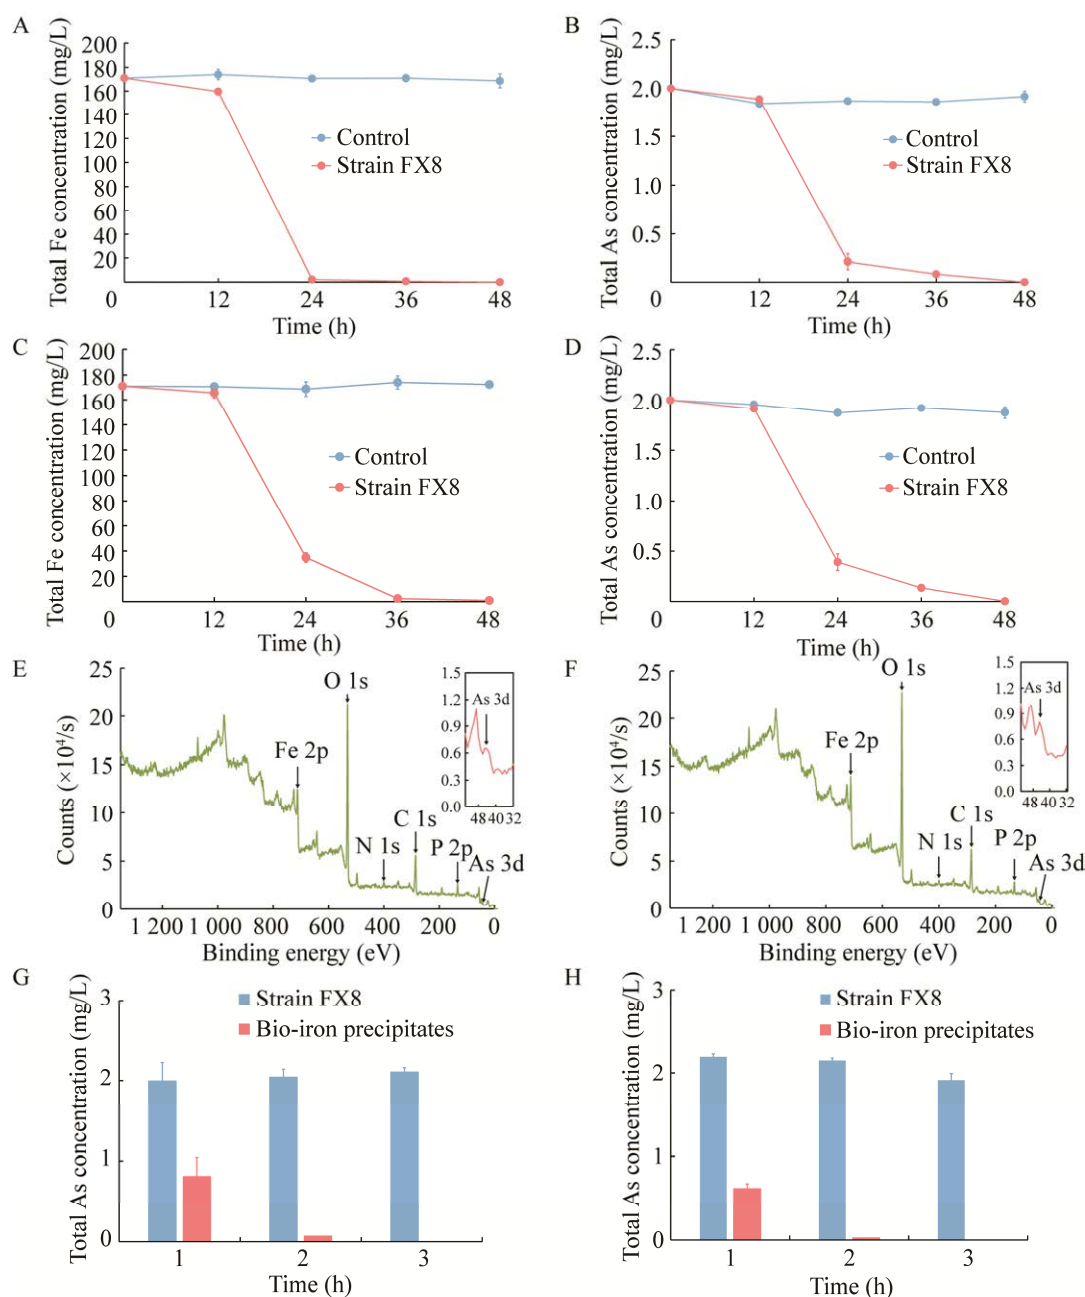 A
Total Fe concentration (mg/L)
200
180
160
140
120
100
80
60
40
20
0
12
24
36
48
Time (h)
Control
Strain FX8
B
Total As concentration (mg/L)
2.5
2.0
1.5
1.0
0.5
0
12
24
36
48
Time (h)
Control
Strain FX8
C
Total Fe concentration (mg/L)
200
180
160
140
120
100
80
60
40
20
0
12
24
36
48
Time (h)
Control
Strain FX8
D
Total As concentration (mg/L)
2.5
2.0
1.5
1.0
0.5
0
12
24
36
48
Time (h)
Control
Strain FX8
E
Counts (×10⁴/s)
25
20
15
10
5
0
1 200
1 000
800
600
400
200
0
Binding energy (eV)
O 1s
Fe 2p
N 1s
C 1s
P 2p
As 3d
1.5
1.2
0.9
0.6
0.3
0.0
As 3d
48 40 32
F
Counts (×10⁴/s)
25
20
15
10
5
0
1 200
1 000
800
600
400
200
0
Binding energy (eV)
O 1s
Fe 2p
N 1s
C 1s
P 2p
As 3d
1.5
1.2
0.9
0.6
0.3
0.0
As 3d
48 40 32
G
Total As concentration (mg/L)
3
2
1
0
1
2
3
Time (h)
Strain FX8
Bio-iron precipitates
H
Total As concentration (mg/L)
3
2
1
0
1
2
3
Time (h)
Strain FX8
Bio-iron precipitates